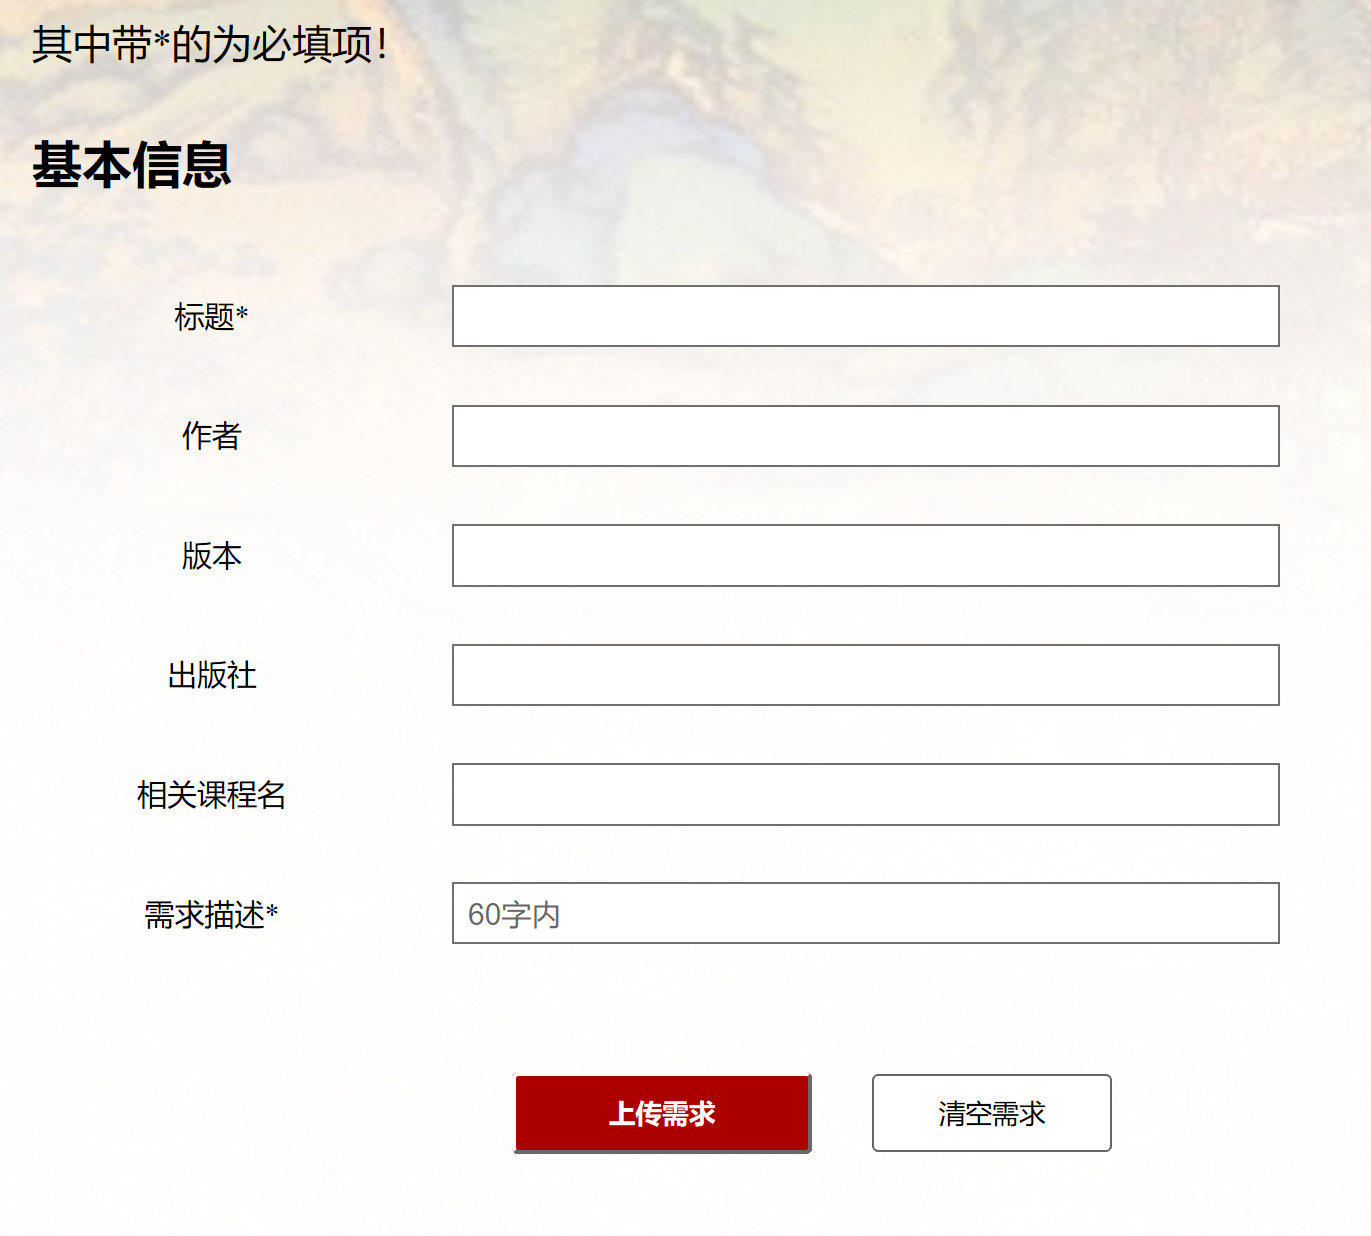 其中带*的为必填项！
基本信息
标题*
作者
版本
出版社
相关课程名
需求描述* 60字内
上传需求 清空需求